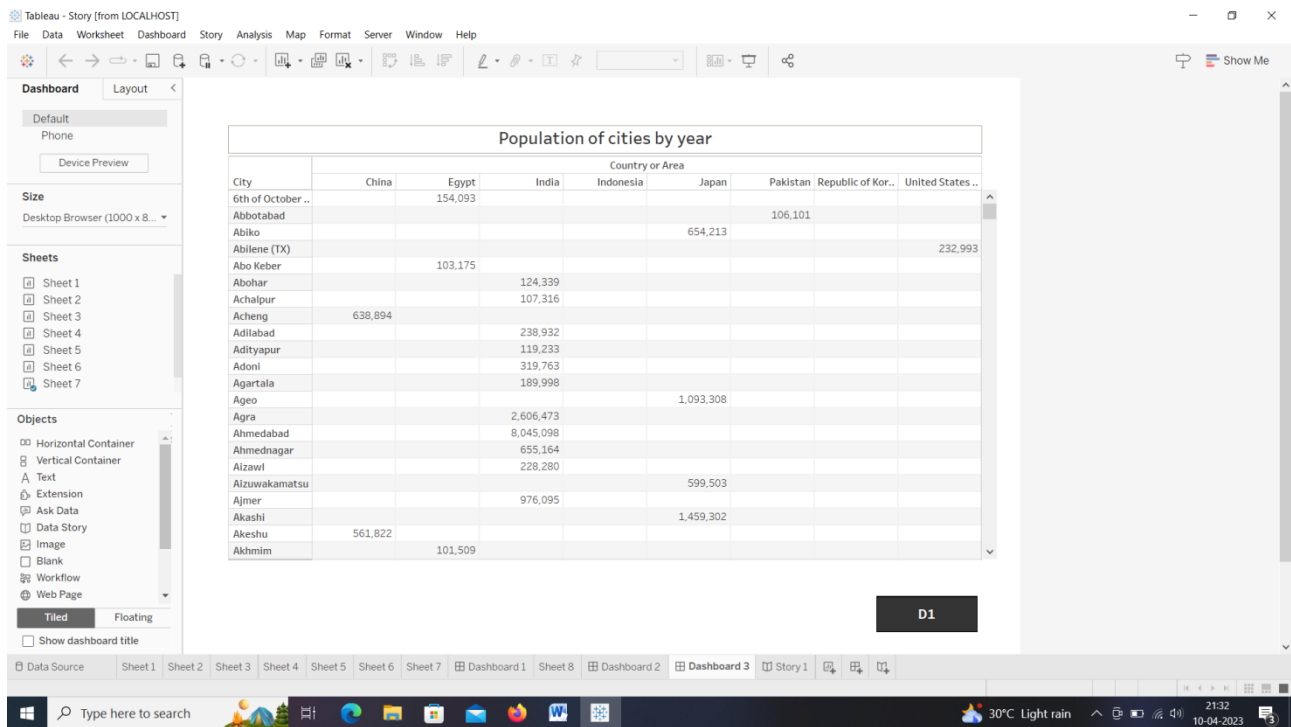 Tableau - Story [from LOCALHOST]
File Data Worksheet Dashboard Story Analysis Map Format Server Window Help
Show Me
Dashboard Layout
Default
Phone
Device Preview
Size
Desktop Browser (1000 x 8...
Sheets
Sheet 1
Sheet 2
Sheet 3
Sheet 4
Sheet 5
Sheet 6
Sheet 7
Objects
Horizontal Container
Vertical Container
Text
Extension
Ask Data
Data Story
Image
Blank
Workflow
Web Page
Tiled Floating
Show dashboard title
Population of cities by year
Country or Area
City China Egypt India Indonesia Japan Pakistan Republic of Kor.. United States ..
6th of October .. 154,093
Abbotabad 106,101
Abiko 654,213
Abilene (TX) 232,993
Abo Keber 103,175
Abohar 124,339
Achalpur 107,316
Acheng 638,894
Adilabad 238,932
Adityapur 119,233
Adoni 319,763
Agartala 189,998
Ageo 1,093,308
Agra 2,606,473
Ahmedabad 8,045,098
Ahmednagar 655,164
Aizawl 228,280
Aizuwakamatsu 599,503
Ajmer 976,095
Akashi 1,459,302
Akeshu 561,822
Akhmim 101,509
D1
Data Source Sheet 1 Sheet 2 Sheet 3 Sheet 4 Sheet 5 Sheet 6 Sheet 7 Dashboard 1 Sheet 8 Dashboard 2 Dashboard 3 Story 1
Type here to search
30°C Light rain
21:32
10-04-2023
3